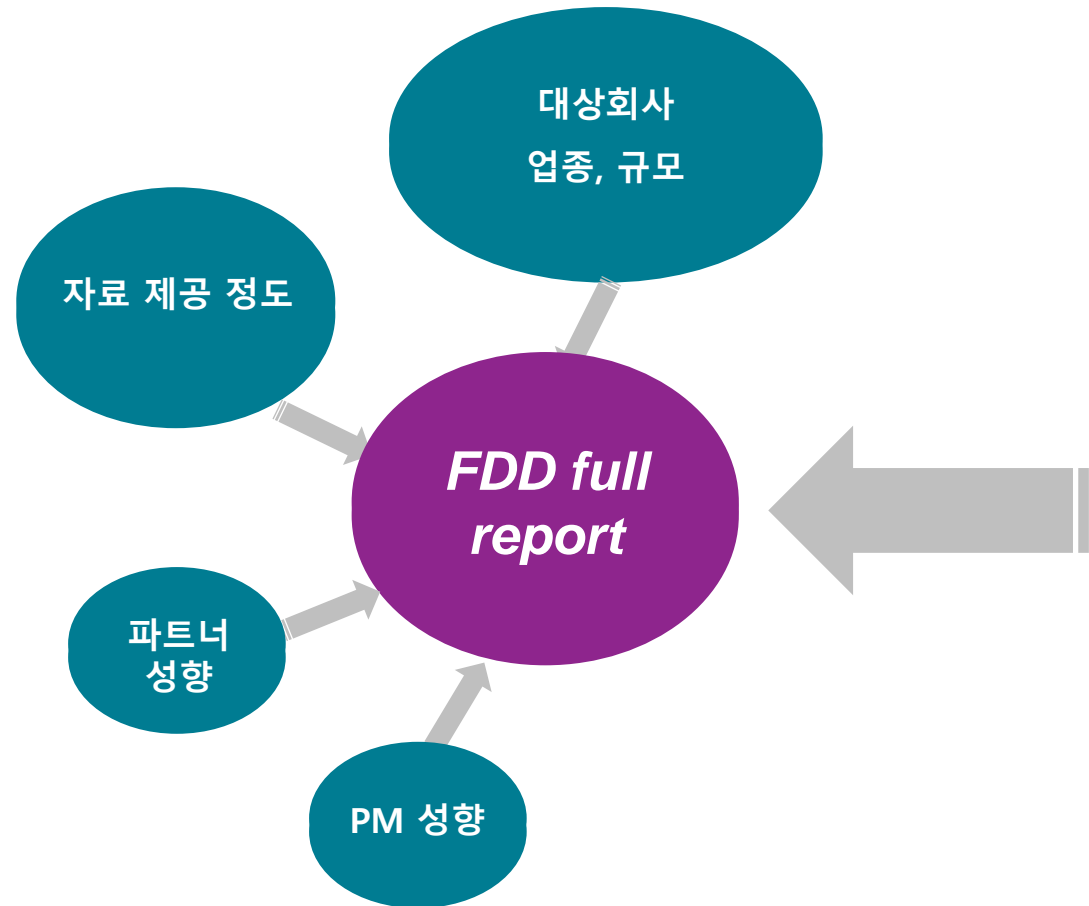 대상회사
업종, 규모
자료 제공 정도
FDD full
report
파트너
성향
PM 성향